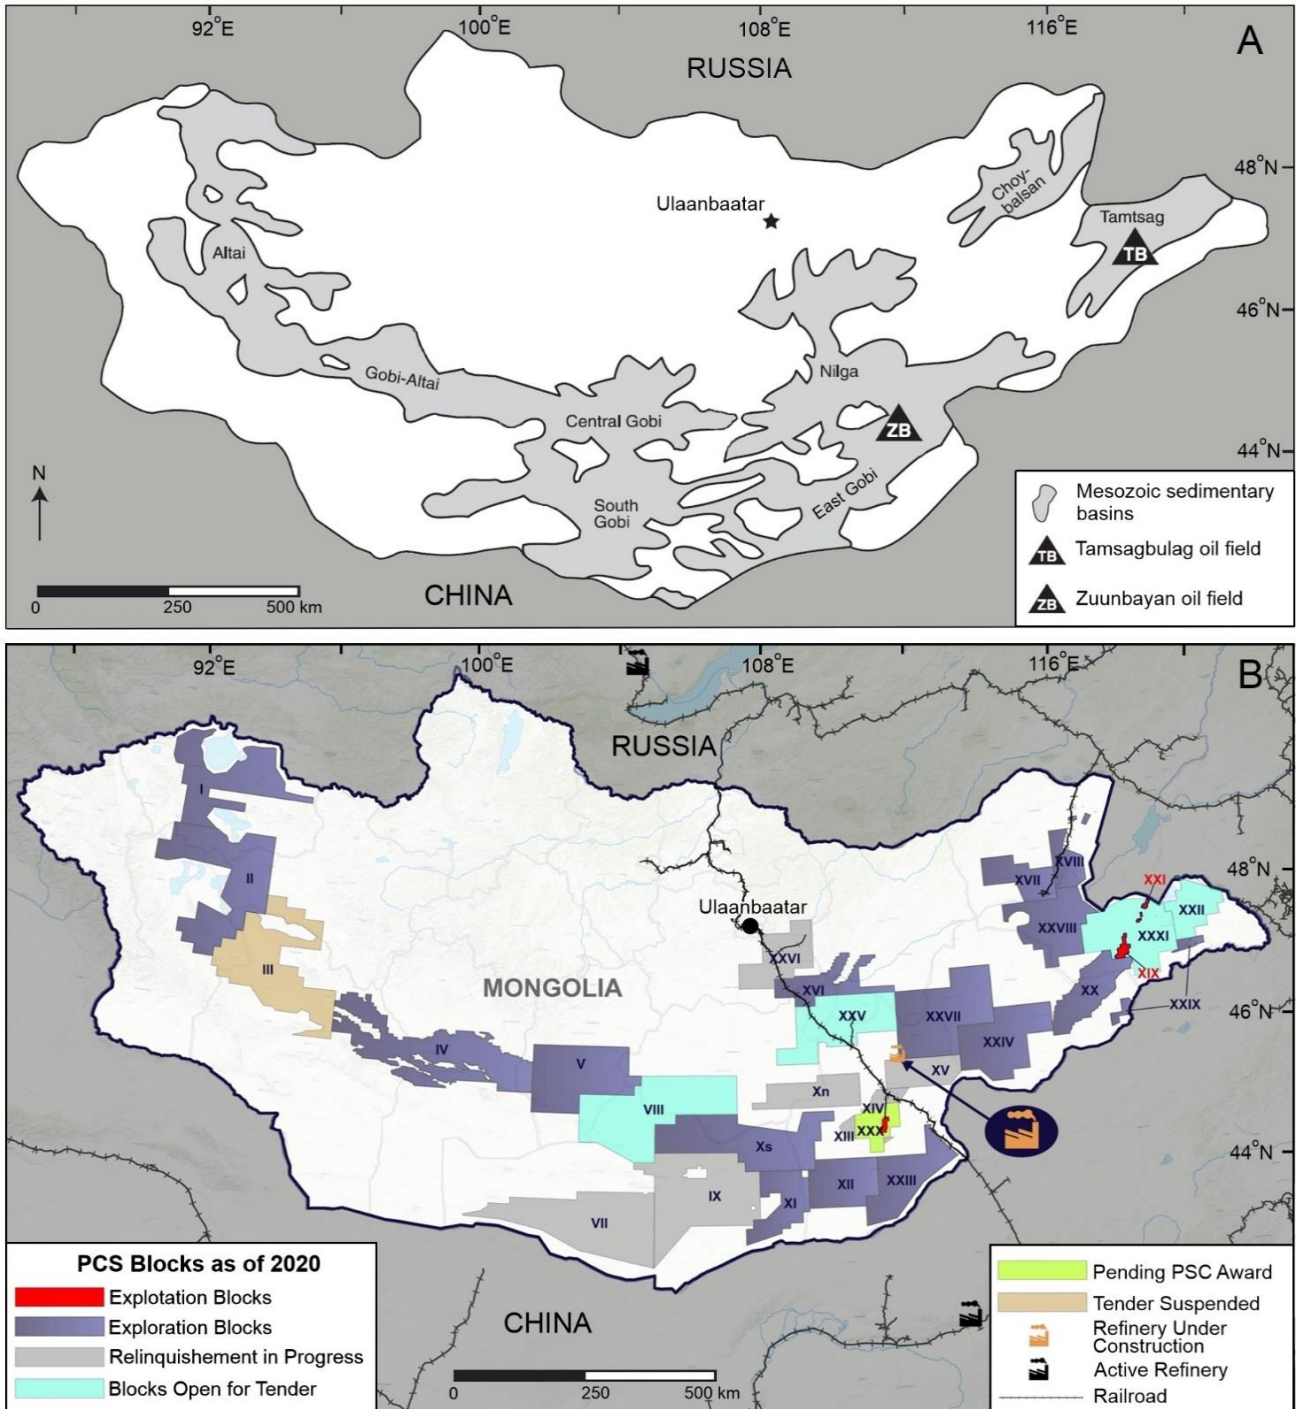 92°E
100°E
108°E
116°E
A
RUSSIA
48°N
Choy-
balsan
Ulaanbaatar
Tamtsag
TB
Altai
46°N
Gobi-Altai
Nilga
Central Gobi
ZB
44°N
N
South
Gobi
East Gobi
Mesozoic sedimentary
basins
TB
Tamsagbulag oil field
CHINA
ZB
Zuunbayan oil field
0
250
500 km
92°E
100°E
108°E
116°E
B
RUSSIA
I
48°N
XVIII
XVII
XXI
II
Ulaanbaatar
XXII
XXVIII
XXXI
III
XXVI
XIX
MONGOLIA
XVI
XX
XXIX
XXV
XXVII
46°N
IV
XXIV
V
XV
Xn
VIII
XIV
XIII
XXX
Xs
44°N
IX
XI
XII
XXIII
VII
PCS Blocks as of 2020
Explotation Blocks
Exploration Blocks
Relinquishement in Progress
Blocks Open for Tender
CHINA
0
250
500 km
Pending PSC Award
Tender Suspended
Refinery Under
Construction
Active Refinery
Railroad